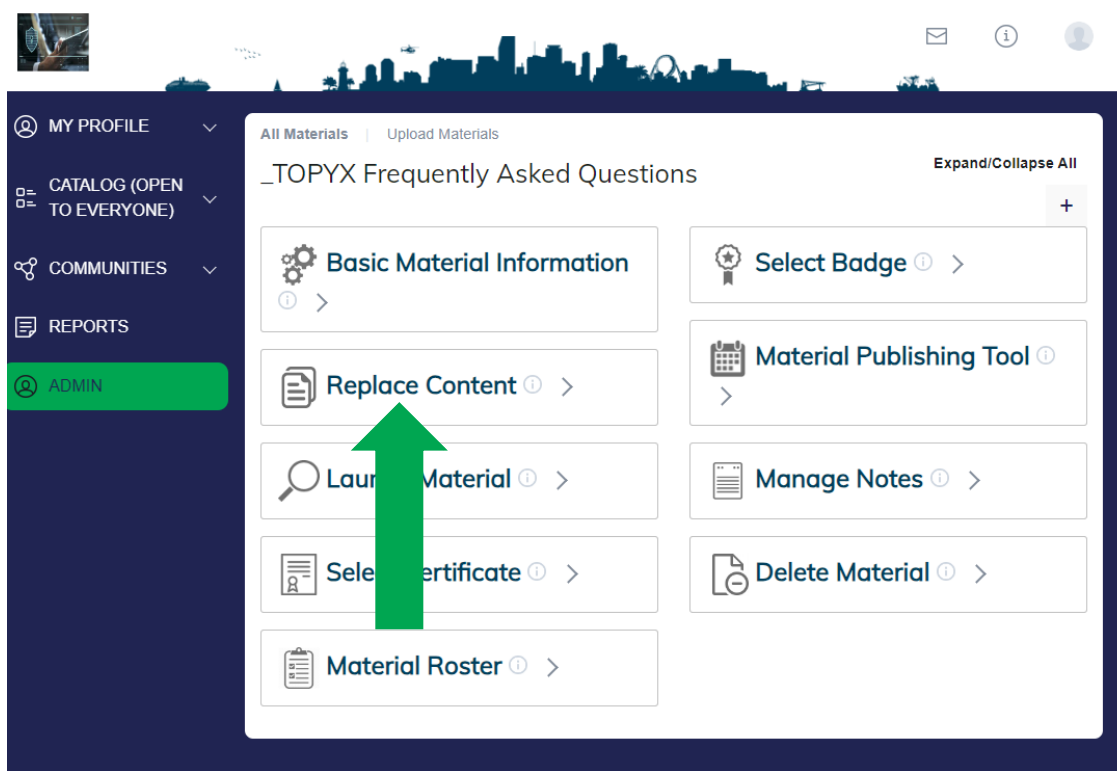 MY PROFILE
CATALOG (OPEN
TO EVERYONE)
COMMUNITIES
REPORTS
ADMIN
All Materials | Upload Materials
_TOPYX Frequently Asked Questions
Expand/Collapse All
+
Basic Material Information
Replace Content
Material
Material Roster
Select Badge
Material Publishing Tool
Manage Notes
Delete Material